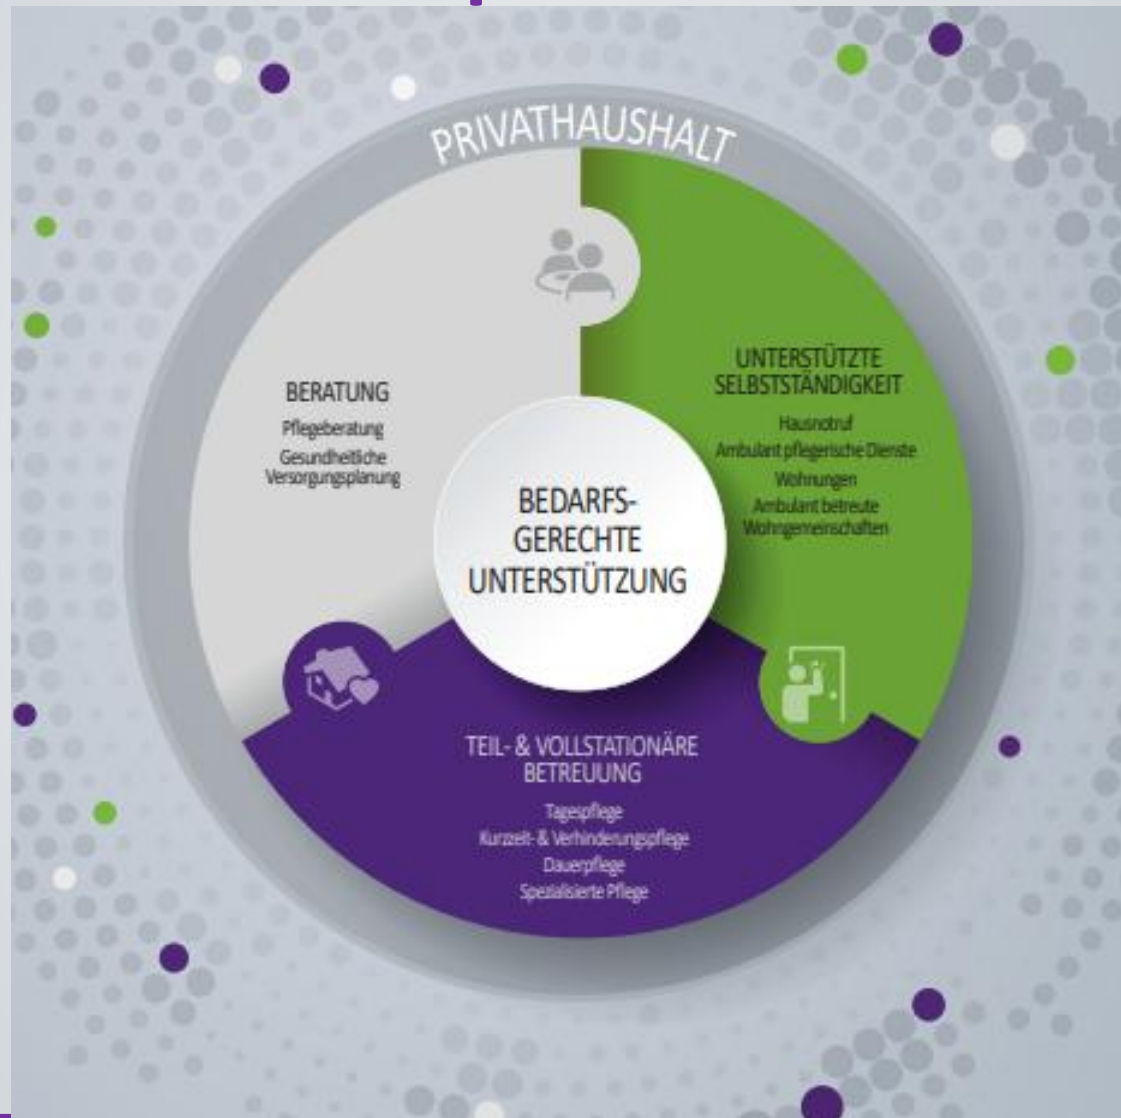 PRIVATHAUSHALT
BERATUNG
Pflegeberatung
Gesundheitliche
Versorgungsplanung
UNTERSTÜTZTE
SELBSTSTÄNDIGKEIT
Hausnotruf
Ambulant pflegerische Dienste
Wohnungen
Ambulant betreute
Wohngemeinschaften
BEDARFS-
GERECHTE
UNTERSTÜTZUNG
TEIL- & VOLLSTATIONÄRE
BETREUUNG
Tagespflege
Kurzzeit- & Verhinderungspflege
Dauerpflege
Spezialisierte Pflege